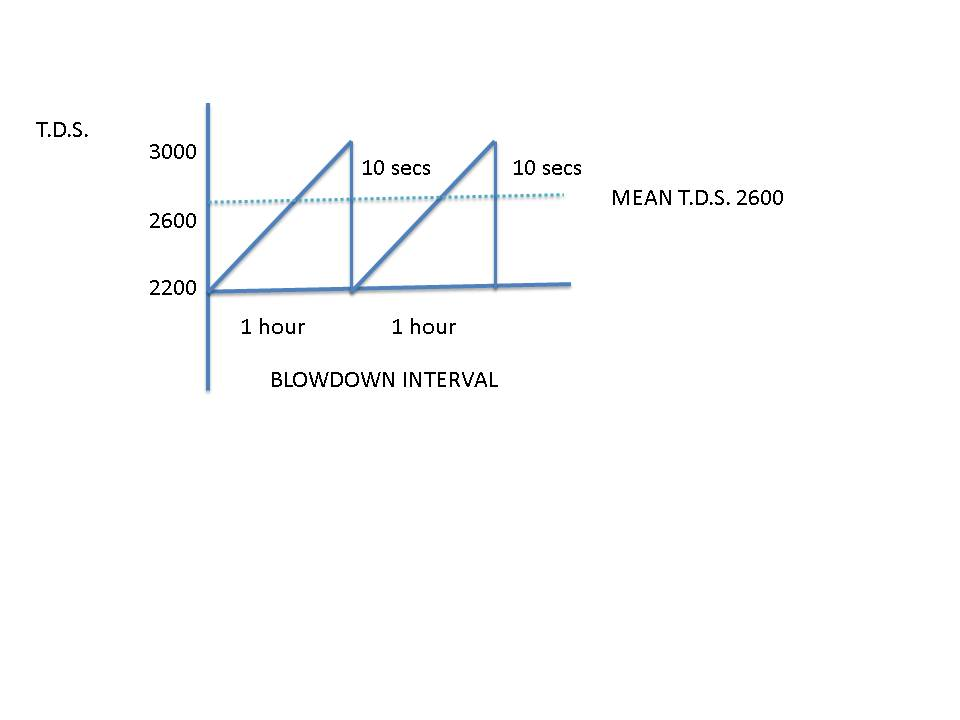 T.D.S.
3000
10 secs
10 secs
MEAN T.D.S. 2600
2600
2200
1 hour
1 hour
BLOWDOWN INTERVAL